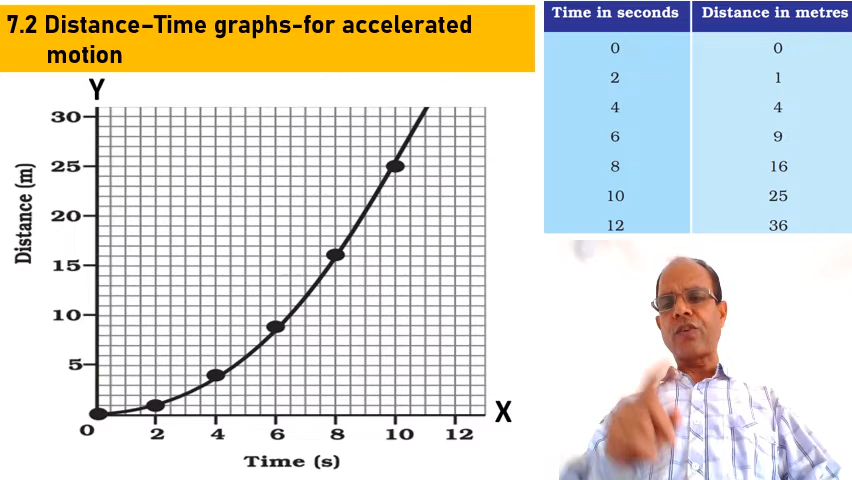 7.2 Distance–Time graphs-for accelerated
motion
Time in seconds Distance in metres
0 0
2 1
4 4
6 9
8 16
10 25
12 36
Y
30
25
20
15
10
5
Distance (m)
0 2 4 6 8 10 12
X
Time (s)